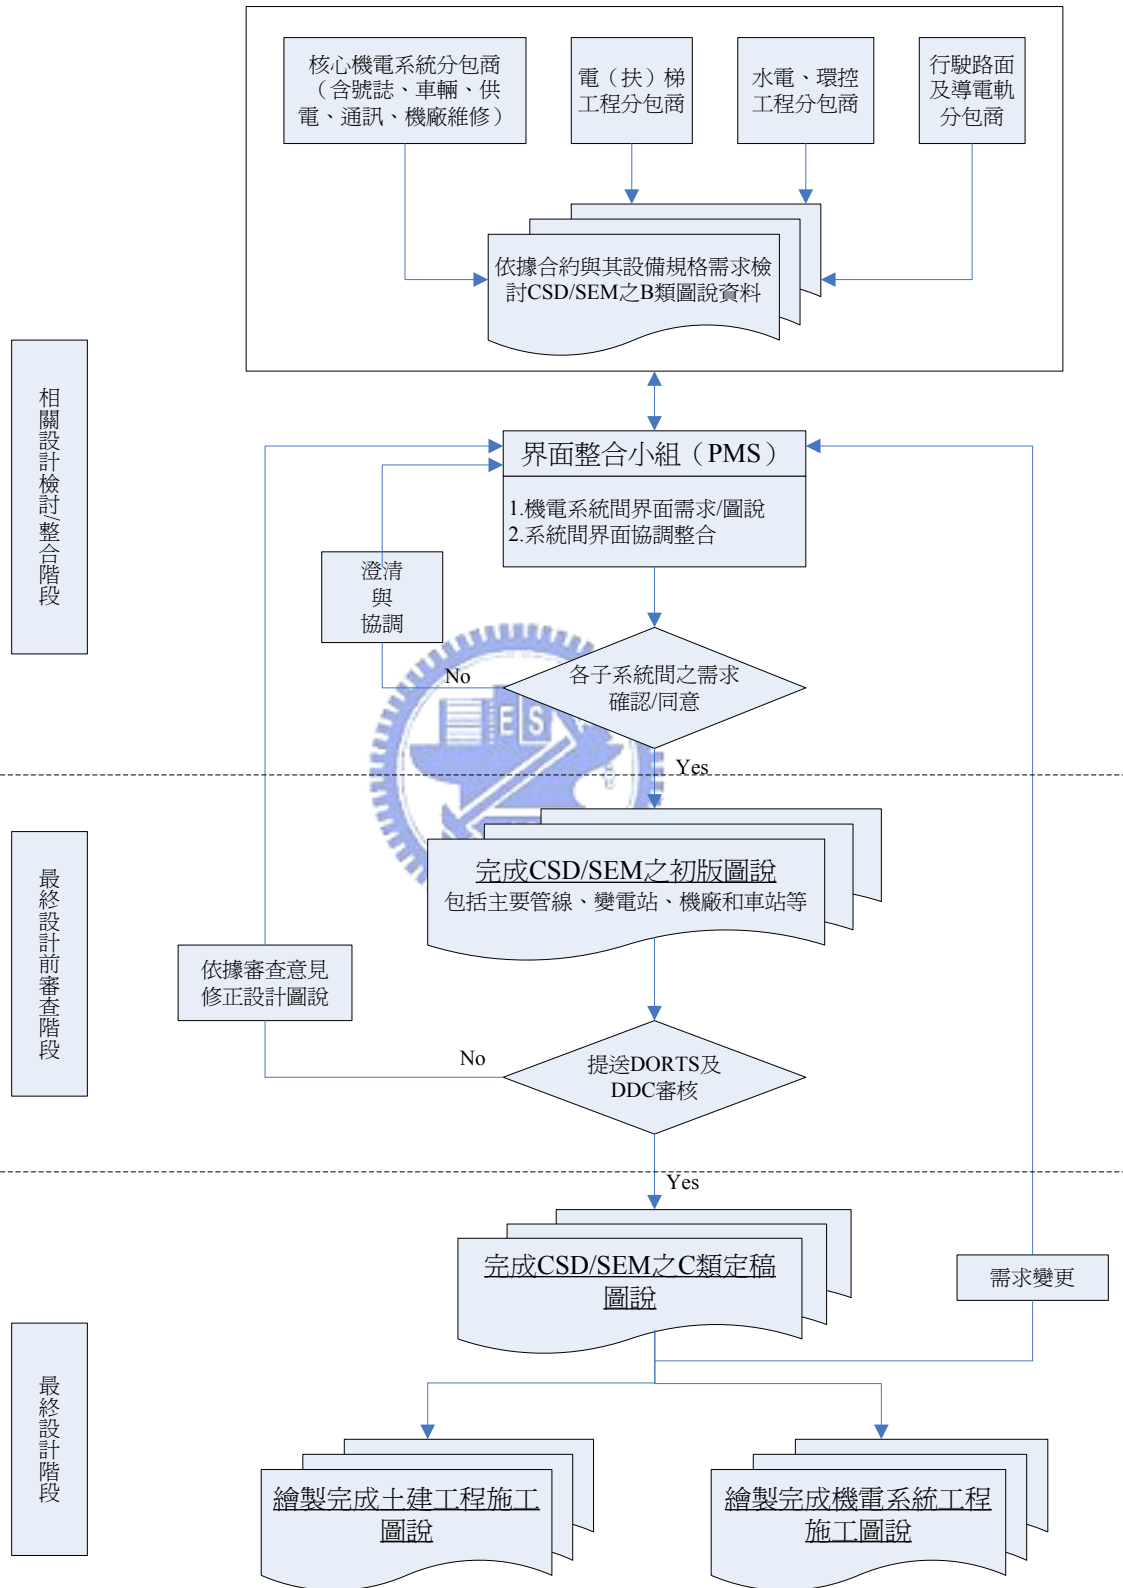 核心機電系統分包商
（含號誌、車輛、供
電、通訊、機廠維修）
電（扶）梯
工程分包商
水電、環控
工程分包商
行駛路面
及導電軌
分包商
依據合約與其設備規格需求檢
討CSD/SEM之B類圖說資料
相關設計檢討/整合階段
界面整合小組（PMS）
1.機電系統間界面需求/圖說
2.系統間界面協調整合
澄清
與
協調
No
各子系統間之需求
確認/同意
ES
Yes
最終設計前審查階段
完成CSD/SEM之初版圖說
包括主要管線、變電站、機廠和車站等
依據審查意見
修正設計圖說
No
提送DORTS及
DDC審核
Yes
完成CSD/SEM之C類定稿
圖說
需求變更
最終設計階段
繪製完成土建工程施工
圖說
繪製完成機電系統工程
施工圖說